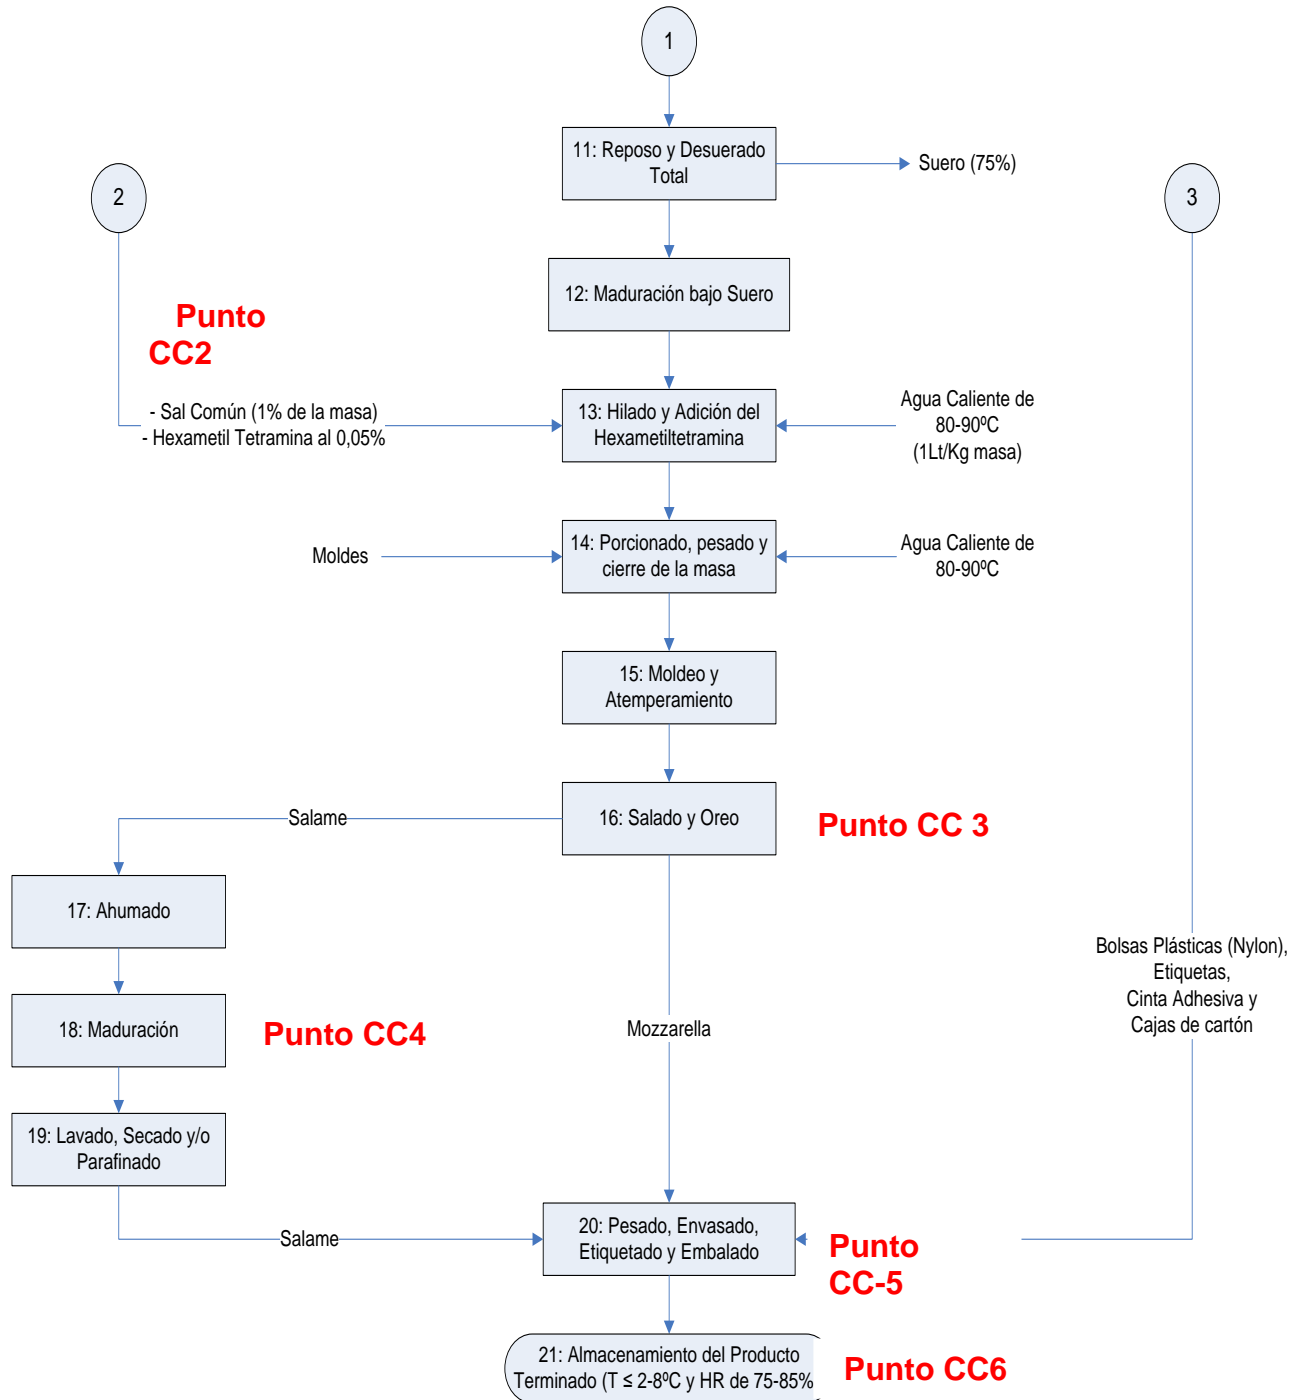 1
11: Reposo y Desuerado
Total
Suero (75%)
2
3
12: Maduración bajo Suero
Punto
CC2
- Sal Común (1% de la masa)
- Hexametil Tetramina al 0,05%
13: Hilado y Adición del
Hexametiltetramina
Agua Caliente de
80-90ºC
(1Lt/Kg masa)
Moldes
14: Porcionado, pesado y
cierre de la masa
Agua Caliente de
80-90ºC
15: Moldeo y
Atemperamiento
Salame
16: Salado y Oreo
Punto CC 3
17: Ahumado
Bolsas Plásticas (Nylon),
Etiquetas,
Cinta Adhesiva y
Cajas de cartón
18: Maduración
Punto CC4
Mozzarella
19: Lavado, Secado y/o
Parafinado
Salame
20: Pesado, Envasado,
Etiquetado y Embalado
Punto
CC-5
21: Almacenamiento del Producto
Terminado (T ≤ 2-8ºC y HR de 75-85%
Punto CC6